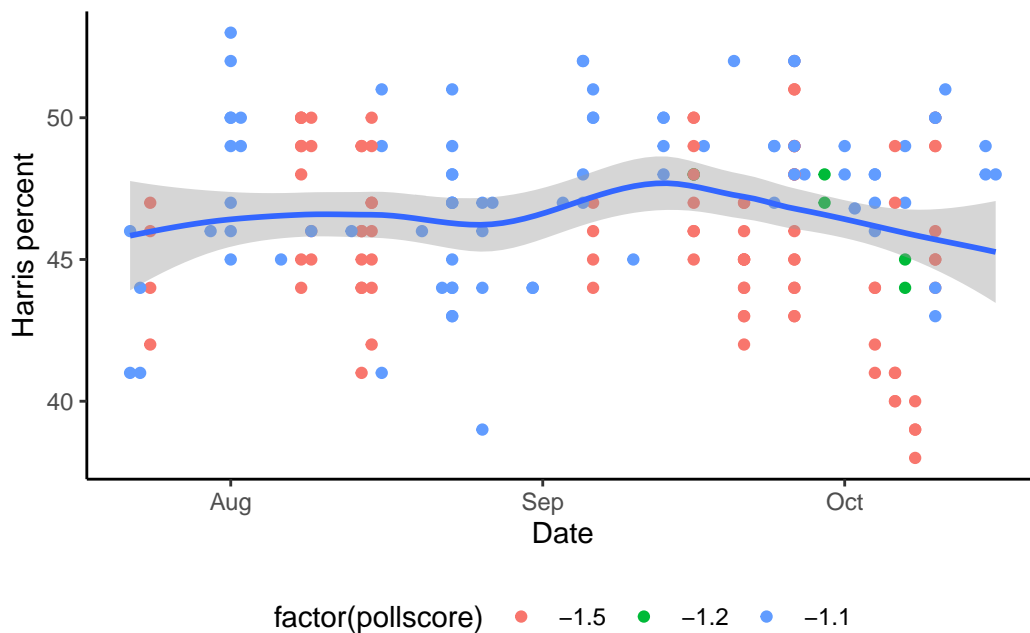 Harris percent
50
45
40
Aug Sep Oct
Date
factor(pollscore) −1.5 −1.2 −1.1